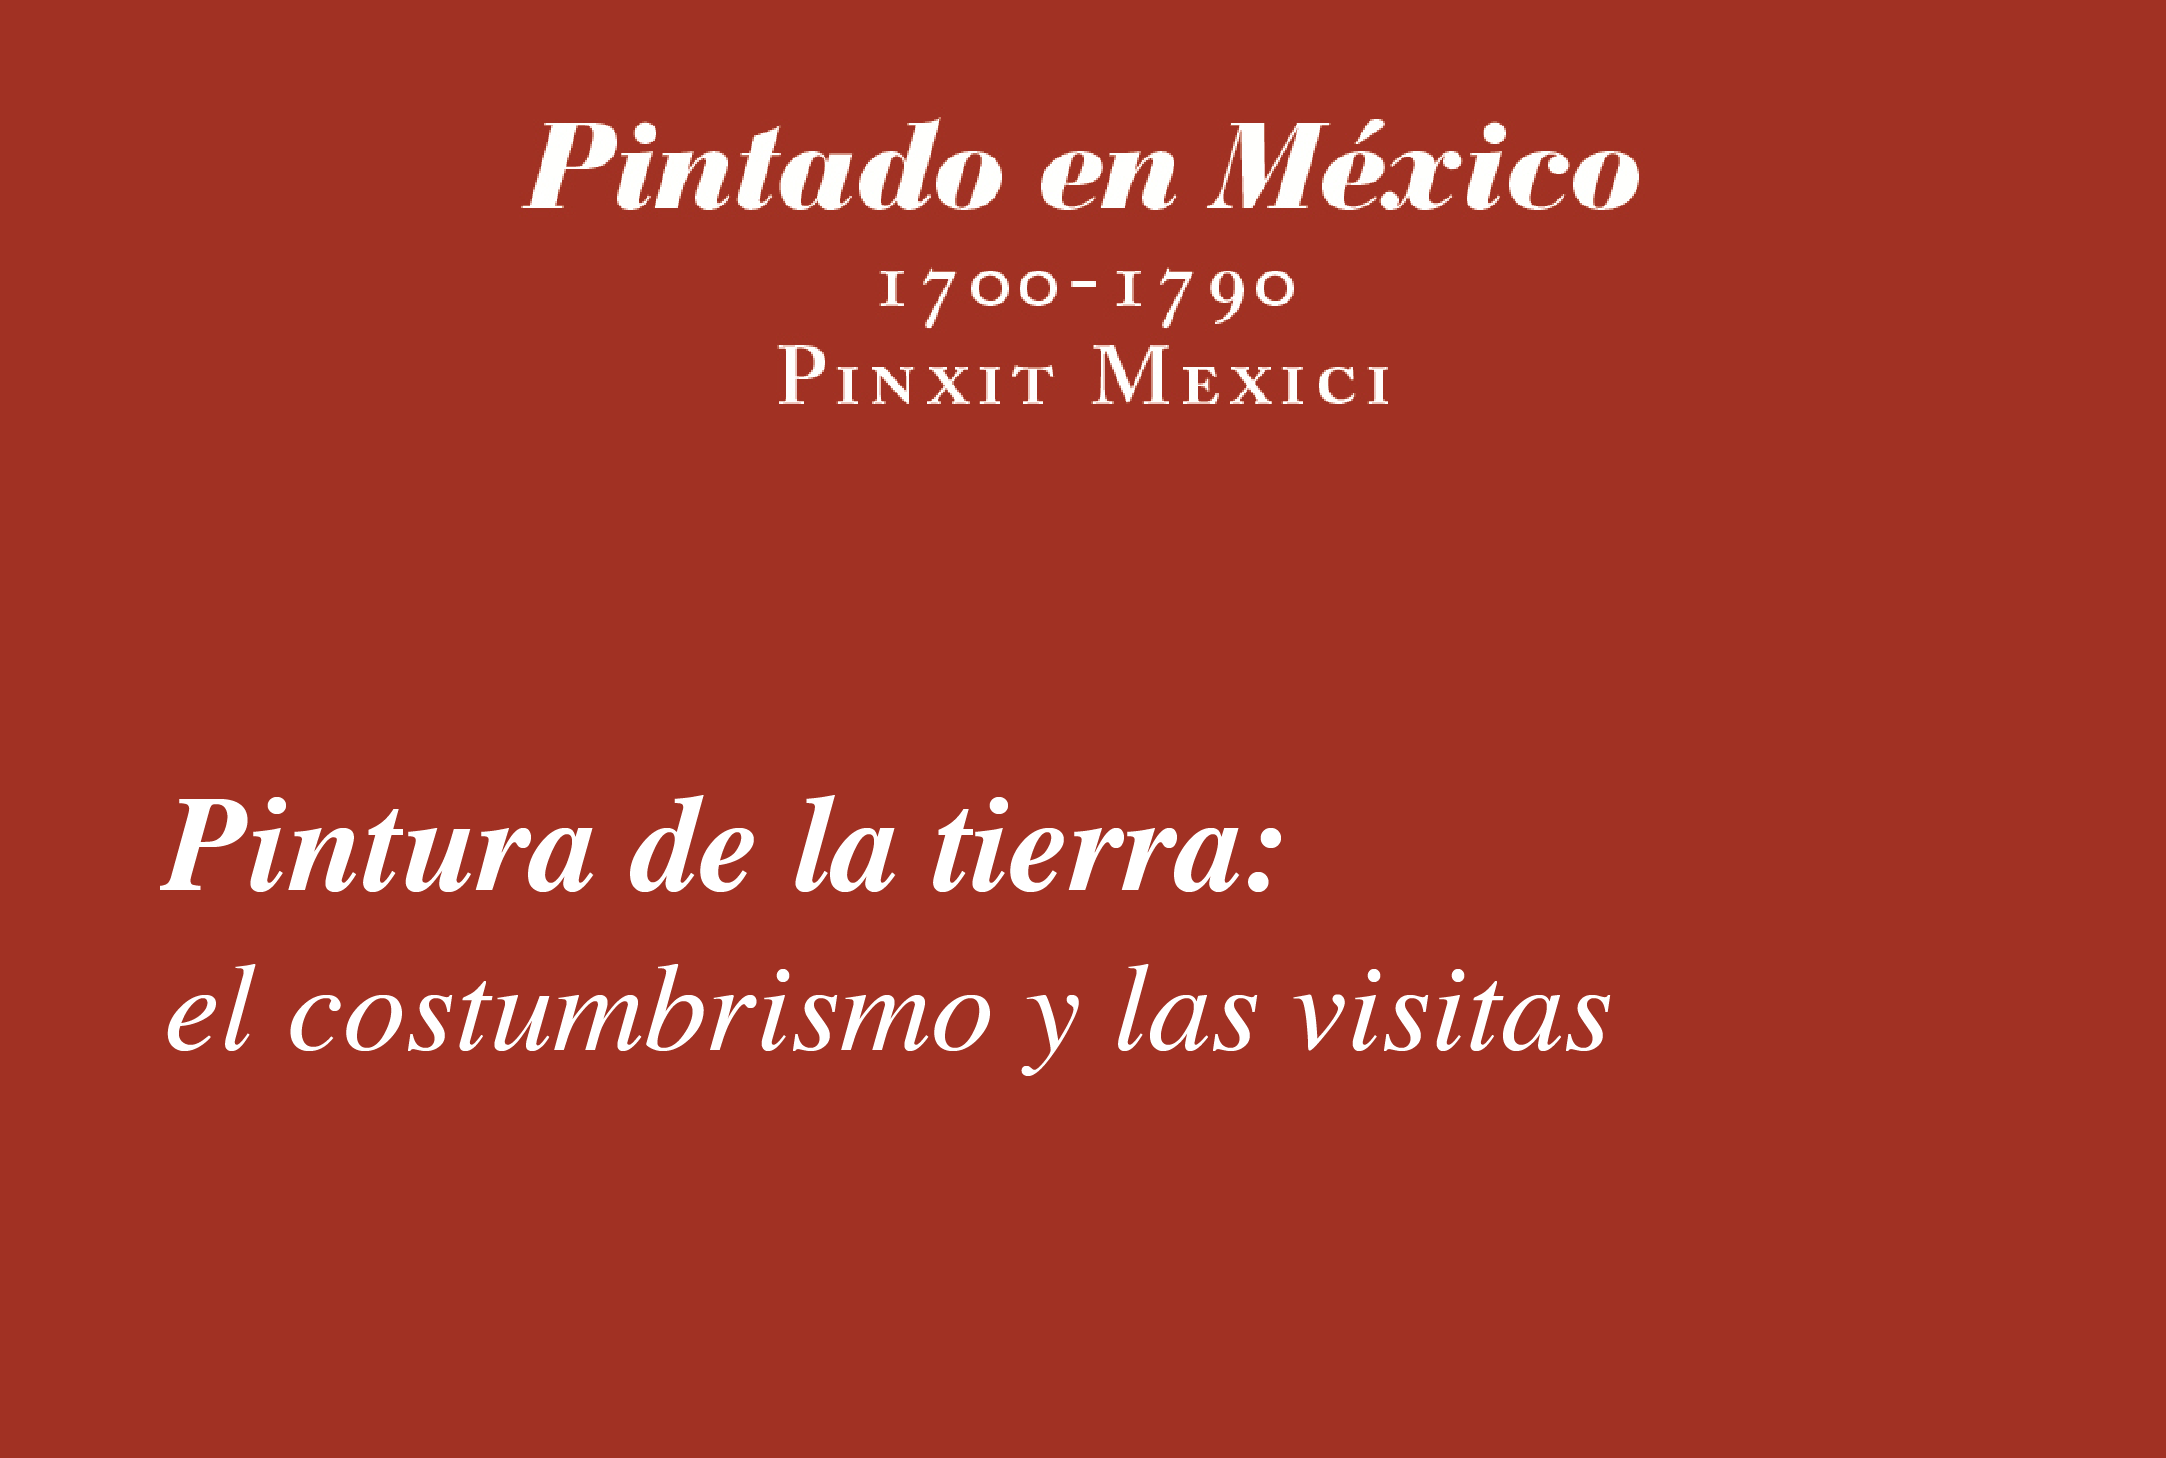 Pintado en México
1700-1790
Pinxit Mexici
Pintura de la tierra:
el costumbrismo y las visitas